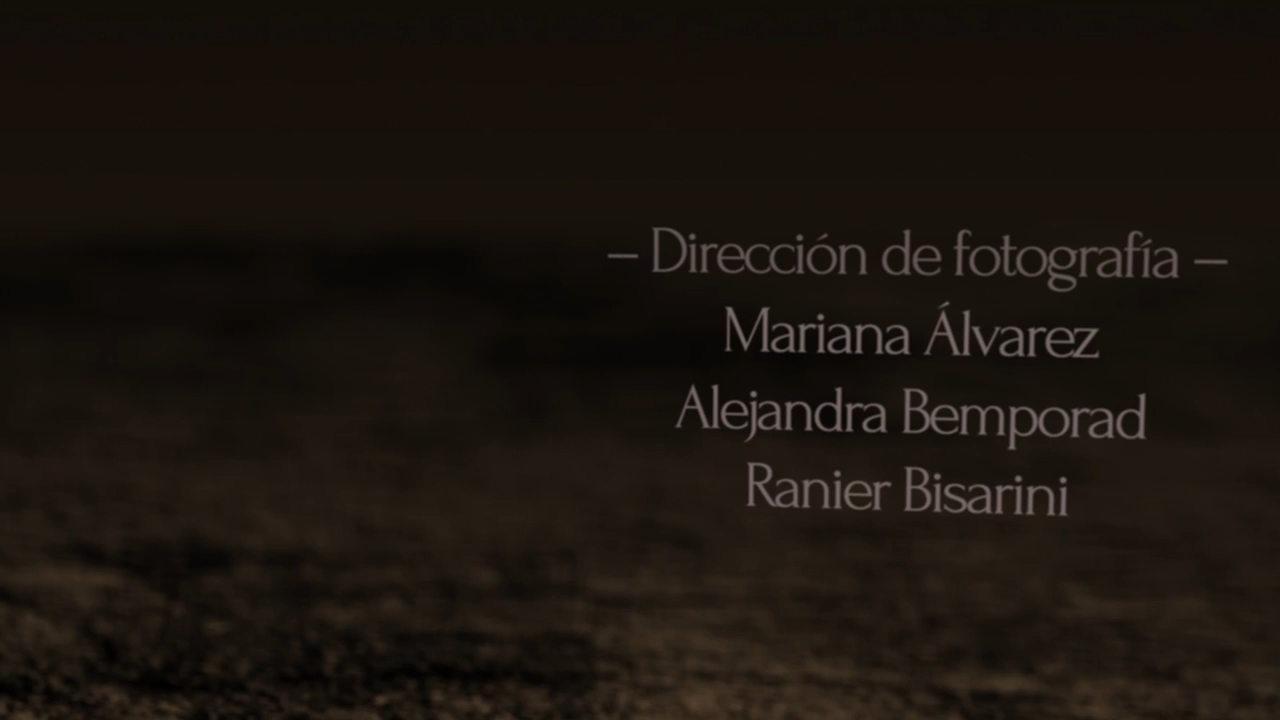 – Dirección de fotografía –
Mariana Álvarez
Alejandra Bemporad
Ranier Bisarini